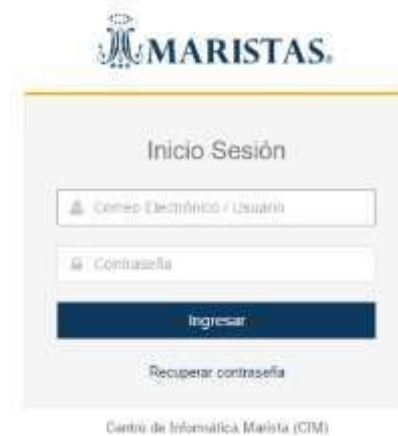 MARISTAS.
Inicio Sesión
Correo Electrónico / Usuario
Contraseña
Ingresar
Recuperar contraseña
Centro de Informática Marista (CIM)